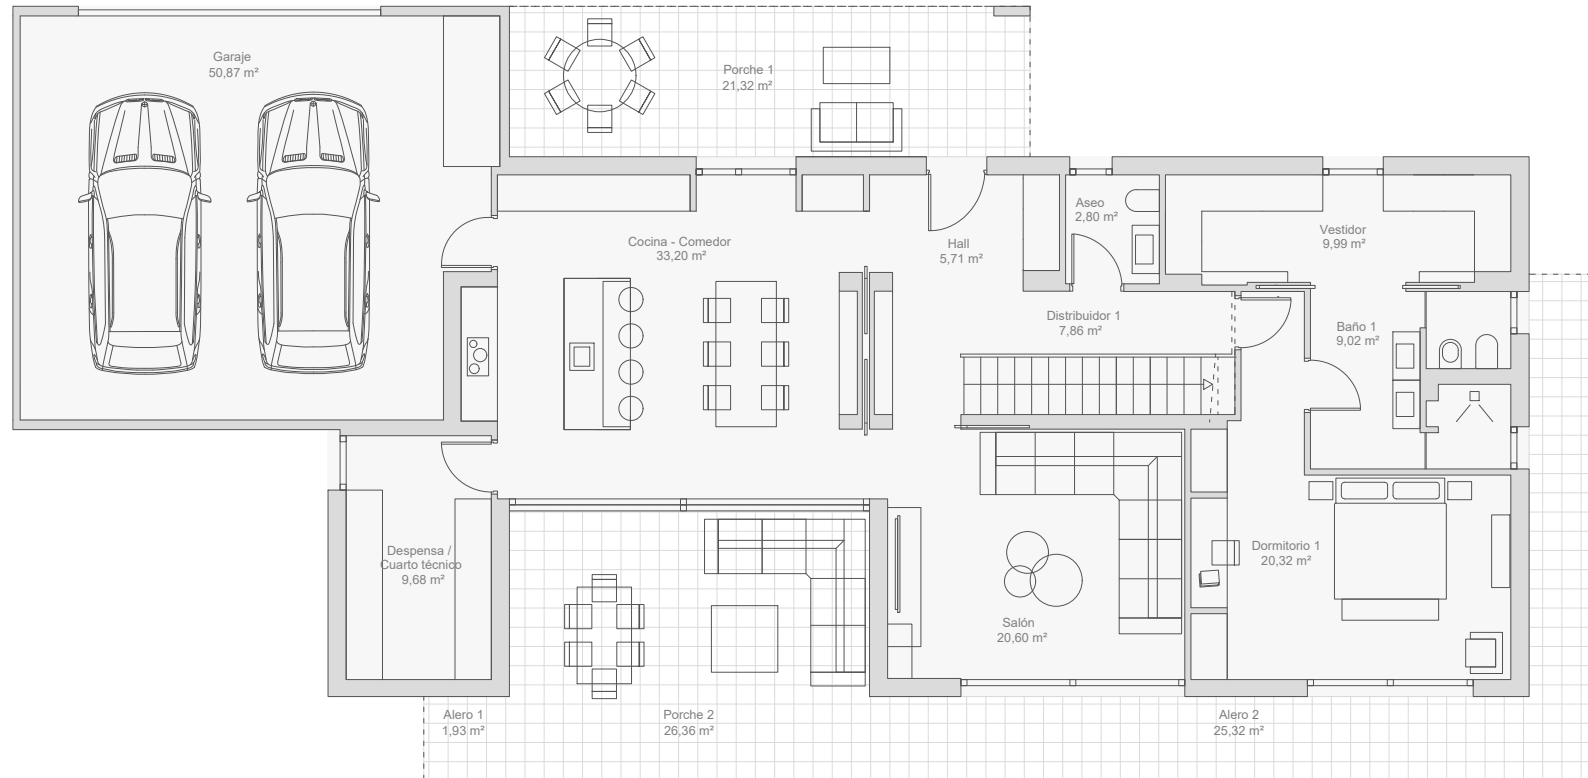 Garaje
50,87 m²
Porche 1
21,32 m²
Aseo
2,80 m²
Cocina - Comedor
33,20 m²
Hall
5,71 m²
Vestidor
9,99 m²
Distribuidor 1
7,86 m²
Baño 1
9,02 m²
Despensa /
Cuarto técnico
9,68 m²
Dormitorio 1
20,32 m²
Salón
20,60 m²
Alero 1
1,93 m²
Porche 2
26,36 m²
Alero 2
25,32 m²